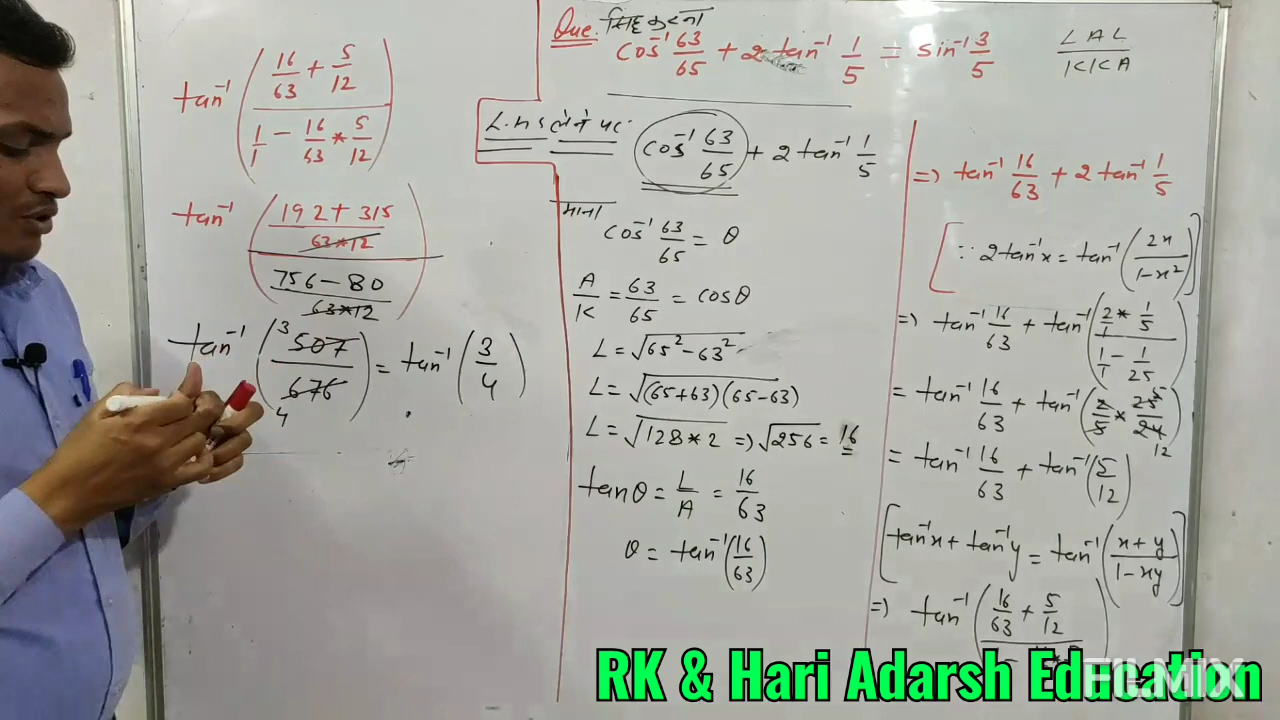 Que. सिद्ध करना
cos⁻¹ 63/65 + 2 tan⁻¹ 1/5 = sin⁻¹ 3/5
L A L
K K A
L.H.S लेने पर
cos⁻¹ 63/65 + 2 tan⁻¹ 1/5
माना
cos⁻¹ 63/65 = θ
A/K = 63/65 = cosθ
L = √(65² - 63²)
L = √((65+63)(65-63))
L = √(128*2) => √256 = 16
tanθ = L/A = 16/63
θ = tan⁻¹(16/63)
=> tan⁻¹ 16/63 + 2 tan⁻¹ 1/5
[∵ 2tan⁻¹x = tan⁻¹(2x/(1-x²))]
=> tan⁻¹ 16/63 + tan⁻¹((2/1 * 1/5)/(1/1 - 1/25))
= tan⁻¹ 16/63 + tan⁻¹(2/5 * 25/24) 5 12
= tan⁻¹ 16/63 + tan⁻¹(5/12)
[tan⁻¹x + tan⁻¹y = tan⁻¹((x+y)/(1-xy))]
=> tan⁻¹(16/63 + 5/12
tan⁻¹((16/63 + 5/12)/(1/1 - 16/63 * 5/12))
tan⁻¹(((192+315)/(63*12))/((756-80)/(63*12)))
tan⁻¹(507/676) 3 4 = tan⁻¹(3/4)
RK & Hari Adarsh Education
FILMIX